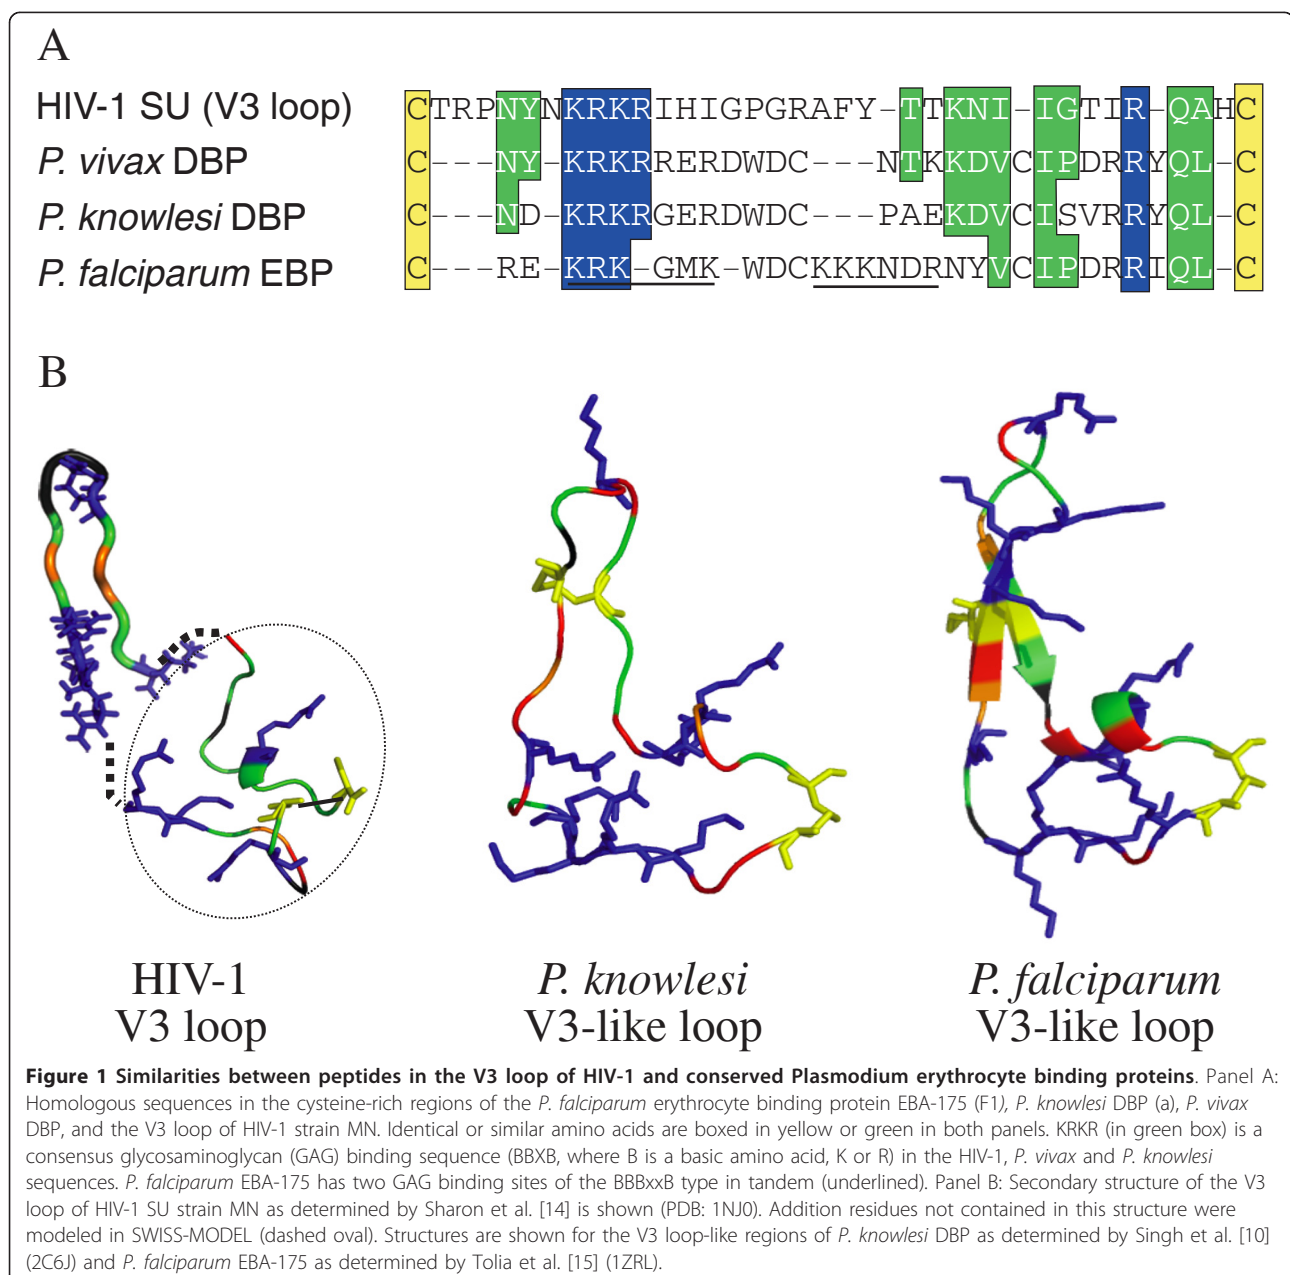 A
HIV-1 SU (V3 loop) CTRPNYNKRKRIHIGPGRAFY-TTKNI-IGTIR-QAHC
P. vivax DBP C---NY-KRKRRERDWDC---NTKKDVCIPDRRYQL-C
P. knowlesi DBP C---ND-KRKRGERDWDC---PAEKDVCISVRRYQL-C
P. falciparum EBP C---RE-KRK-GMK-WDCKKKNDRNYVCIPDRRIQL-C
B
HIV-1
V3 loop
P. knowlesi
V3-like loop
P. falciparum
V3-like loop
Figure 1 Similarities between peptides in the V3 loop of HIV-1 and conserved Plasmodium erythrocyte binding proteins. Panel A:
Homologous sequences in the cysteine-rich regions of the P. falciparum erythrocyte binding protein EBA-175 (F1), P. knowlesi DBP (a), P. vivax
DBP, and the V3 loop of HIV-1 strain MN. Identical or similar amino acids are boxed in yellow or green in both panels. KRKR (in green box) is a
consensus glycosaminoglycan (GAG) binding sequence (BBXB, where B is a basic amino acid, K or R) in the HIV-1, P. vivax and P. knowlesi
sequences. P. falciparum EBA-175 has two GAG binding sites of the BBBxxB type in tandem (underlined). Panel B: Secondary structure of the V3
loop of HIV-1 SU strain MN as determined by Sharon et al. [14] is shown (PDB: 1NJ0). Addition residues not contained in this structure were
modeled in SWISS-MODEL (dashed oval). Structures are shown for the V3 loop-like regions of P. knowlesi DBP as determined by Singh et al. [10]
(2C6J) and P. falciparum EBA-175 as determined by Tolia et al. [15] (1ZRL).